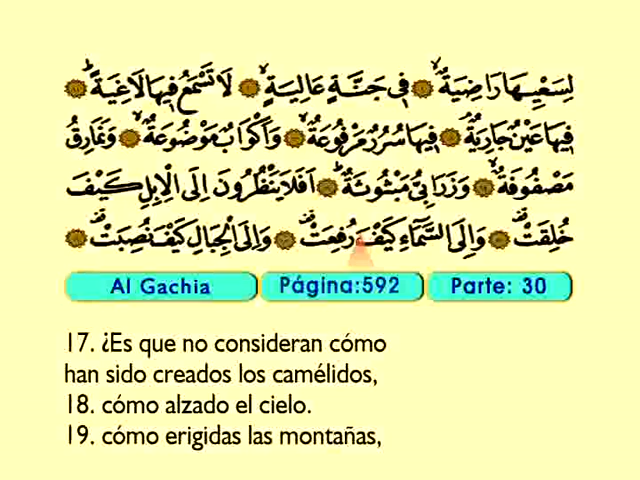 لِسَعْيِهَا رَاضِيَةٌ ۙ فِي جَنَّةٍ عَالِيَةٍ ۙ لَا تَسْمَعُ فِيهَا لَاغِيَةً ۗ
فِيهَا عَيْنٌ جَارِيَةٌ ۘ فِيهَا سُرُرٌ مَرْفُوعَةٌ ۙ وَأَكْوَابٌ مَوْضُوعَةٌ ۙ وَنَمَارِقُ
مَصْفُوفَةٌ ۙ وَزَرَابِيُّ مَبْثُوثَةٌ ۗ اَفَلَا يَنْظُرُونَ اِلَى الْاِبِلِ كَيْفَ
خُلِقَتْ ۗ وَاِلَى السَّمَاءِ كَيْفَ رُفِعَتْ ۗ وَاِلَى الْجِبَالِ كَيْفَ نُصِبَتْ ۗ
Al Gachia Página:592 Parte: 30
17. ¿Es que no consideran cómo
han sido creados los camélidos,
18. cómo alzado el cielo.
19. cómo erigidas las montañas,